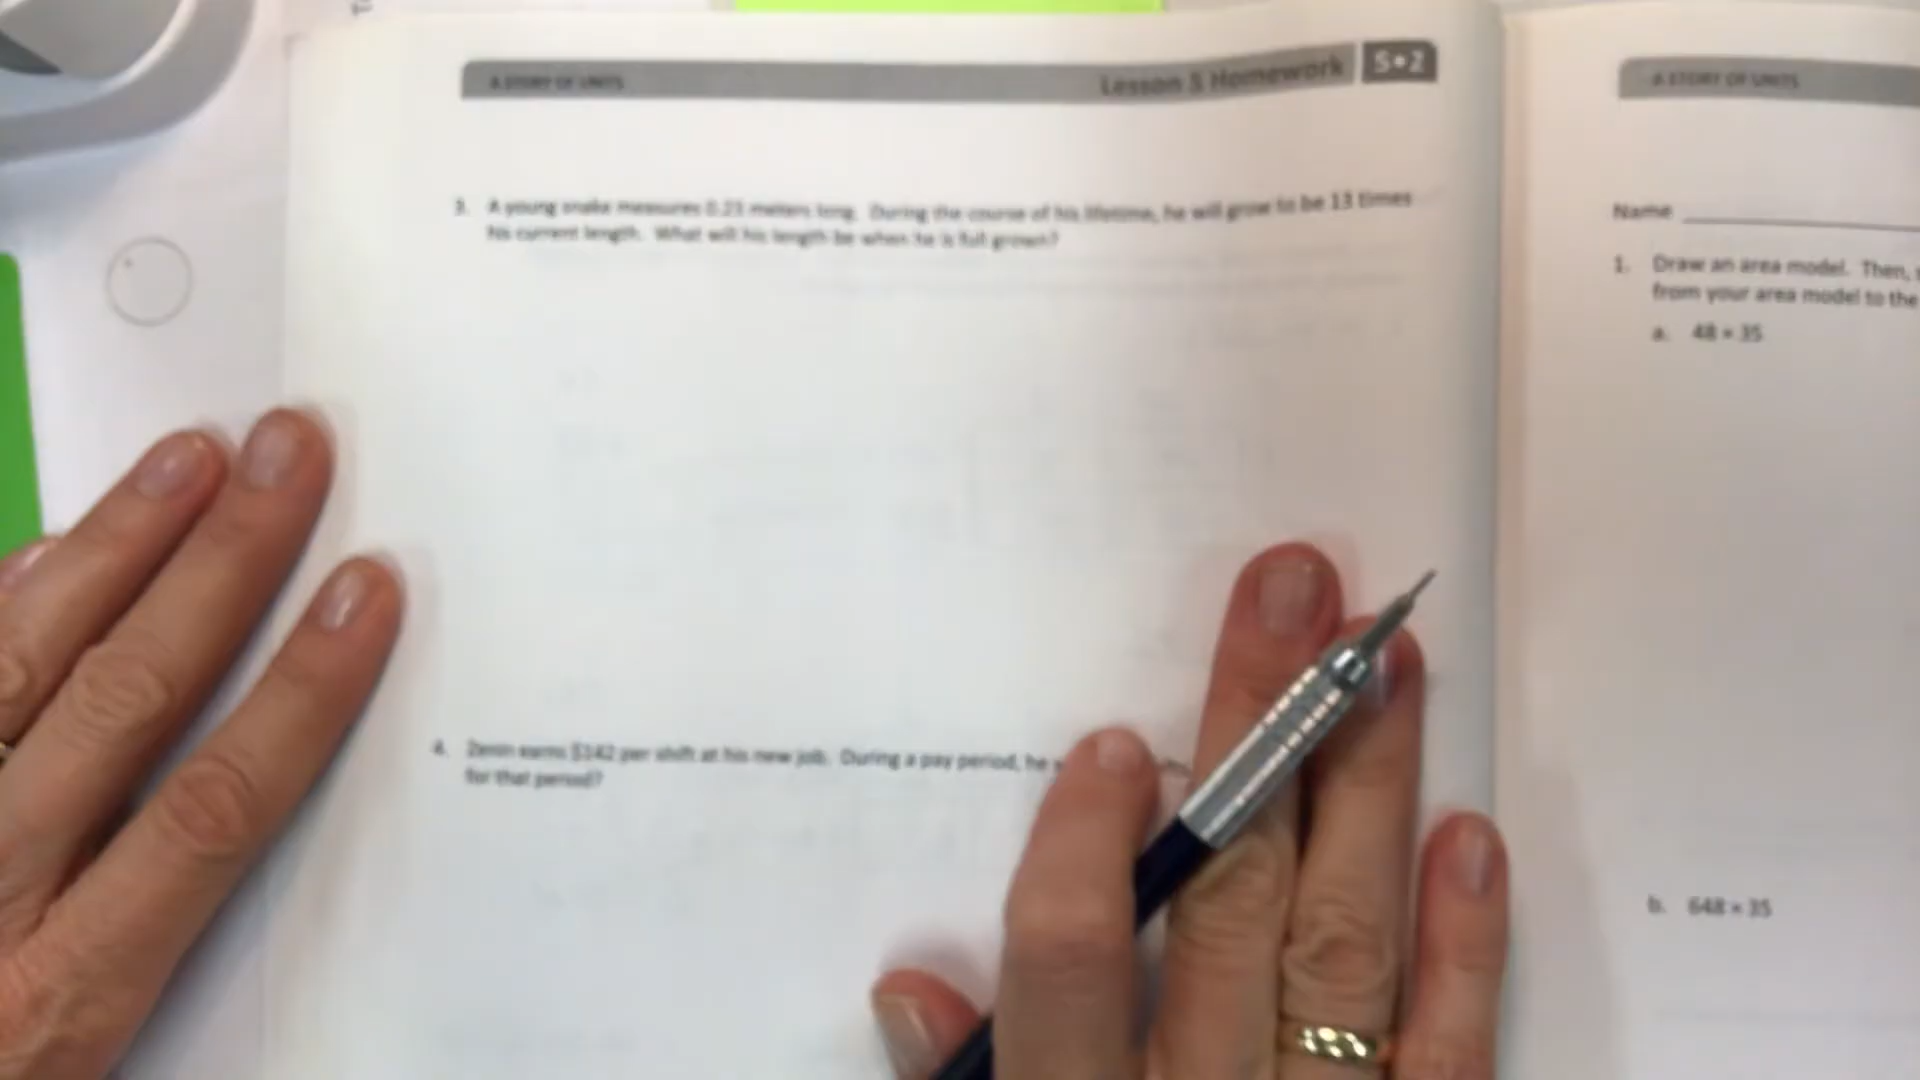 A STORY OF UNITS
Lesson 5 Homework 5•2
3. A young snake measures 0.23 meters long. During the course of his lifetime, he will grow to be 13 times
his current length. What will his length be when he is full grown?
4. Zenin earns $142 per shift at his new job. During a pay period, he
for that period?
A STORY OF UNITS
Name
1. Draw an area model. Then,
from your area model to the
a. 48 × 35
b. 648 × 35